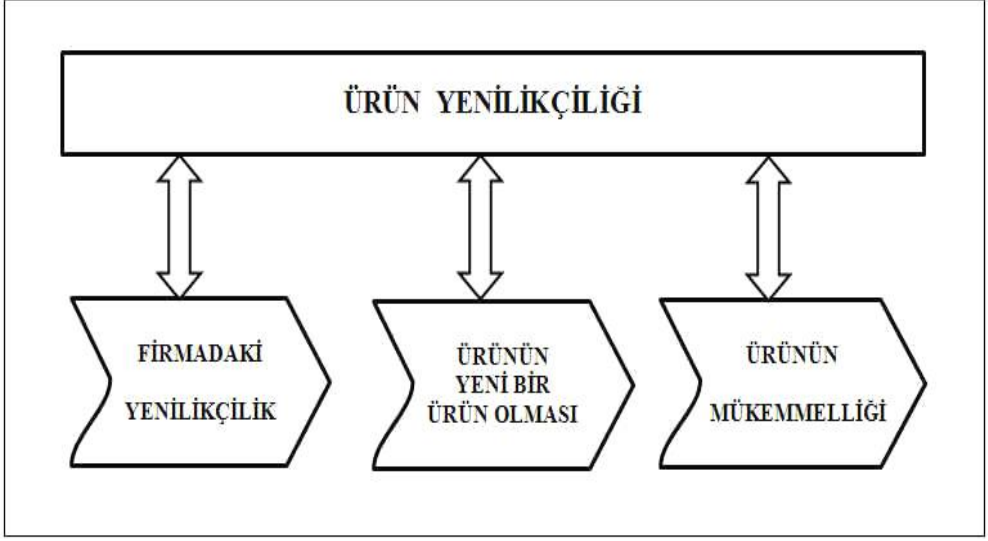 ÜRÜN YENİLİKÇİLİĞİ
FİRMADAKİ
YENİLİKÇİLİK
ÜRÜNÜN
YENİ BİR
ÜRÜN OLMASI
ÜRÜNÜN
MÜKEMMELLİĞİ